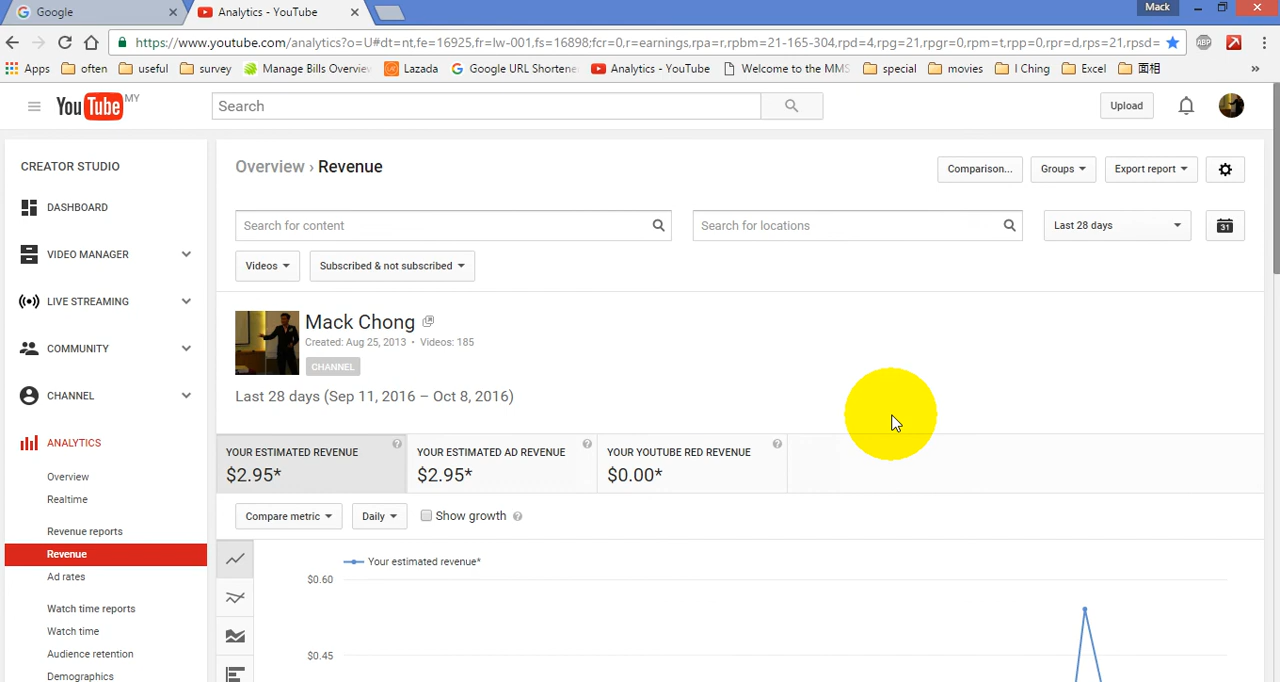 Google
Analytics - YouTube
Mack
https://www.youtube.com/analytics?o=U#dt=nt,fe=16925,fr=lw-001,fs=16898;fcr=0,r=earnings,rpa=r,rpbm=21-165-304,rpd=4,rpg=21,rpgr=0,rpm=t,rpp=0,rpr=d,rps=21,rpsd=
ABP
Apps often useful survey Manage Bills Overview Lazada Google URL Shortene Analytics - YouTube Welcome to the MMS special movies I Ching Excel 面相 »
YouTube MY
Search
Upload
CREATOR STUDIO
DASHBOARD
VIDEO MANAGER
LIVE STREAMING
COMMUNITY
CHANNEL
ANALYTICS
Overview
Realtime
Revenue reports
Revenue
Ad rates
Watch time reports
Watch time
Audience retention
Demographics
Overview › Revenue
Comparison... Groups Export report
Search for content
Search for locations
Last 28 days
31
Videos
Subscribed & not subscribed
Mack Chong
Created: Aug 25, 2013 • Videos: 185
CHANNEL
Last 28 days (Sep 11, 2016 – Oct 8, 2016)
YOUR ESTIMATED REVENUE ?
$2.95*
YOUR ESTIMATED AD REVENUE ?
$2.95*
YOUR YOUTUBE RED REVENUE ?
$0.00*
Compare metric Daily Show growth ?
Your estimated revenue*
$0.60
$0.45